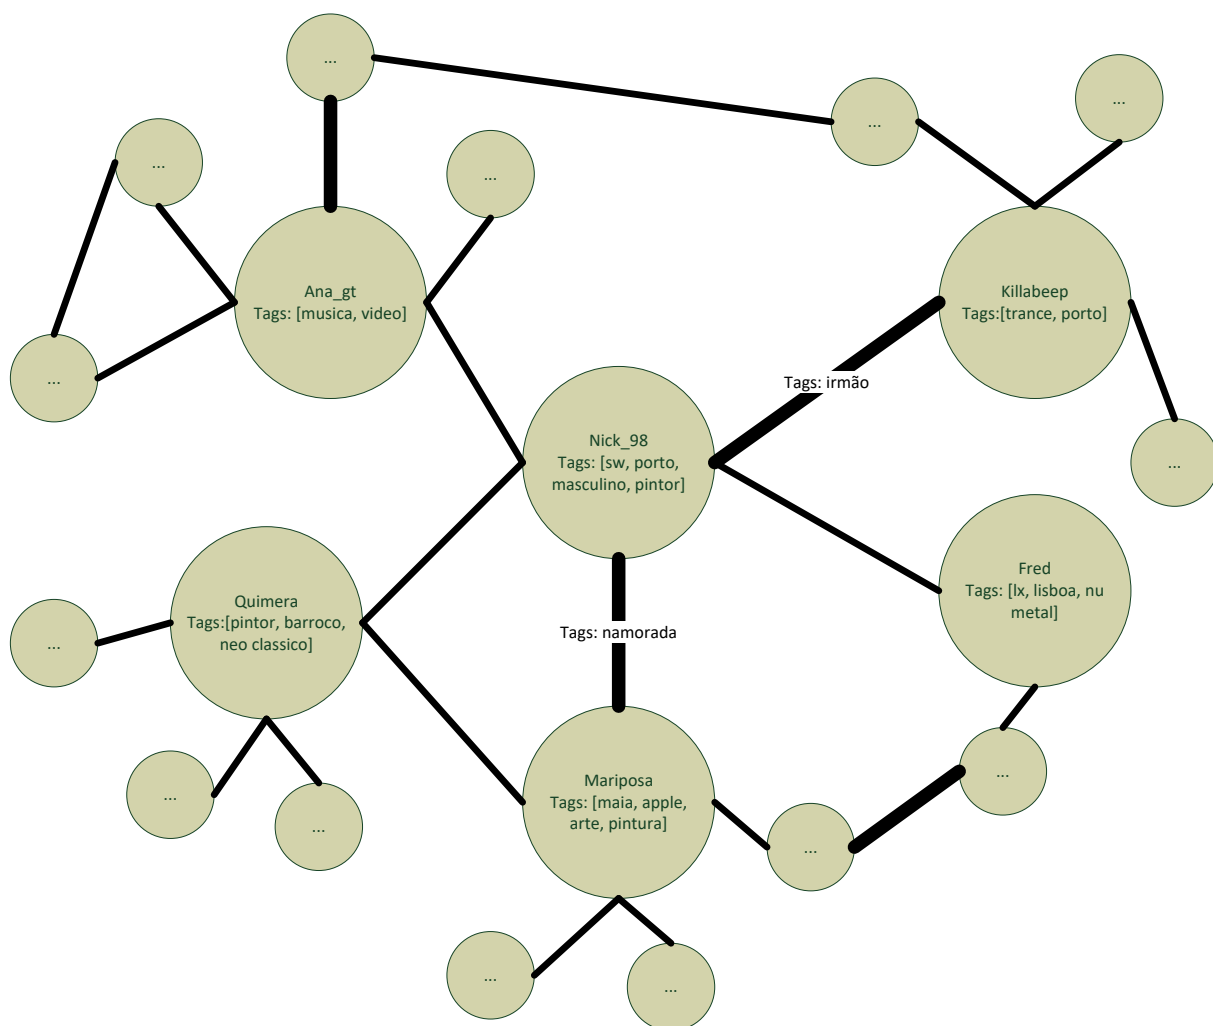 ...
...
...
...
...
Ana_gt
Tags: [musica, video]
Killabeep
Tags:[trance, porto]
...
Tags: irmão
Nick_98
Tags: [sw, porto,
masculino, pintor]
...
Fred
Tags: [lx, lisboa, nu
metal]
Quimera
Tags:[pintor, barroco,
neo classico]
Tags: namorada
...
...
Mariposa
Tags: [maia, apple,
arte, pintura]
...
...
...
...
...